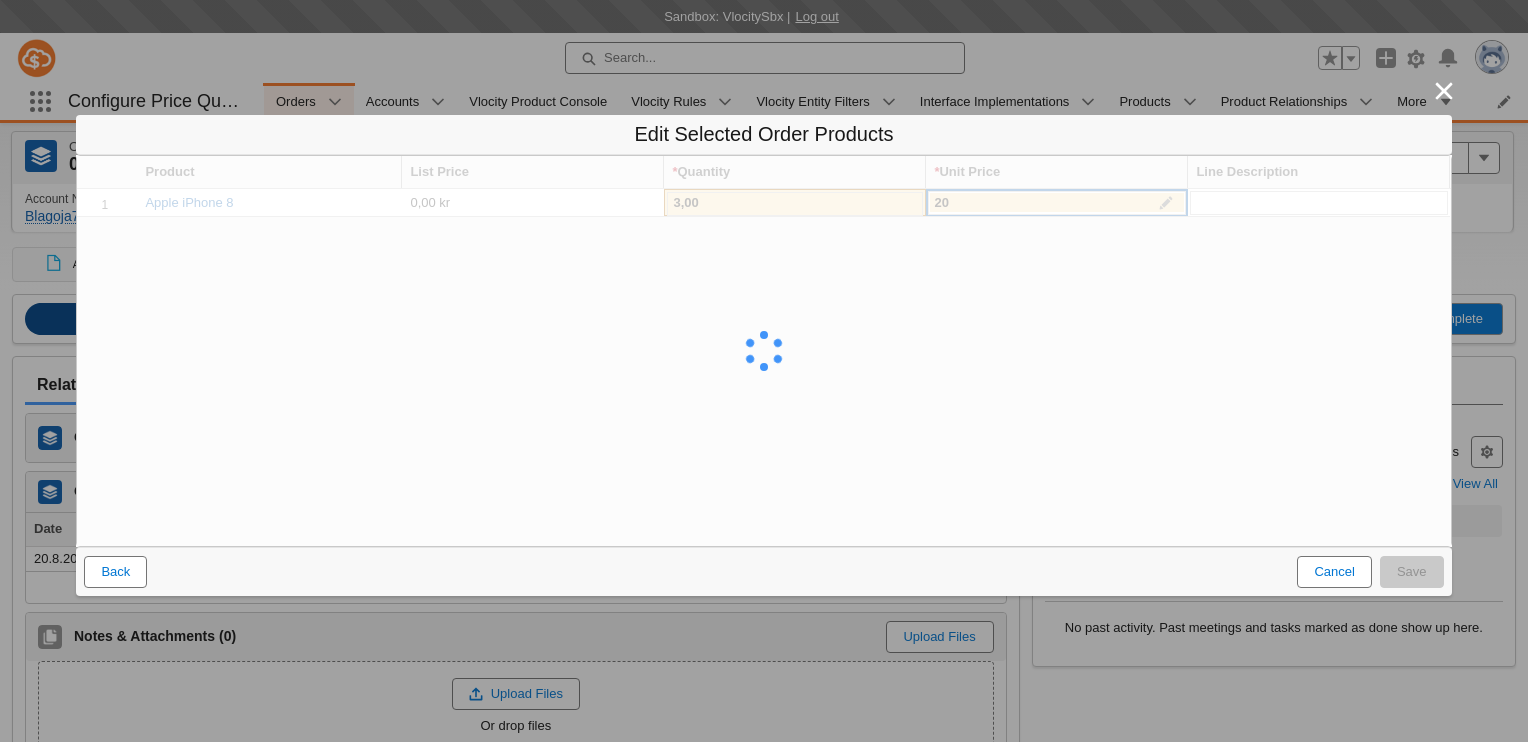 Sandbox: VlocitySbx | Log out
Search...
Configure Price Qu…
Orders
Accounts
Vlocity Product Console
Vlocity Rules
Vlocity Entity Filters
Interface Implementations
Products
Product Relationships
More
Edit Selected Order Products
Product
List Price
*Quantity
*Unit Price
Line Description
1
Apple iPhone 8
0,00 kr
3,00
20
Account N
Blagoja7
Relat
View All
Date
20.8.20
Back
Cancel
Save
Notes & Attachments (0)
Upload Files
Upload Files
Or drop files
No past activity. Past meetings and tasks marked as done show up here.